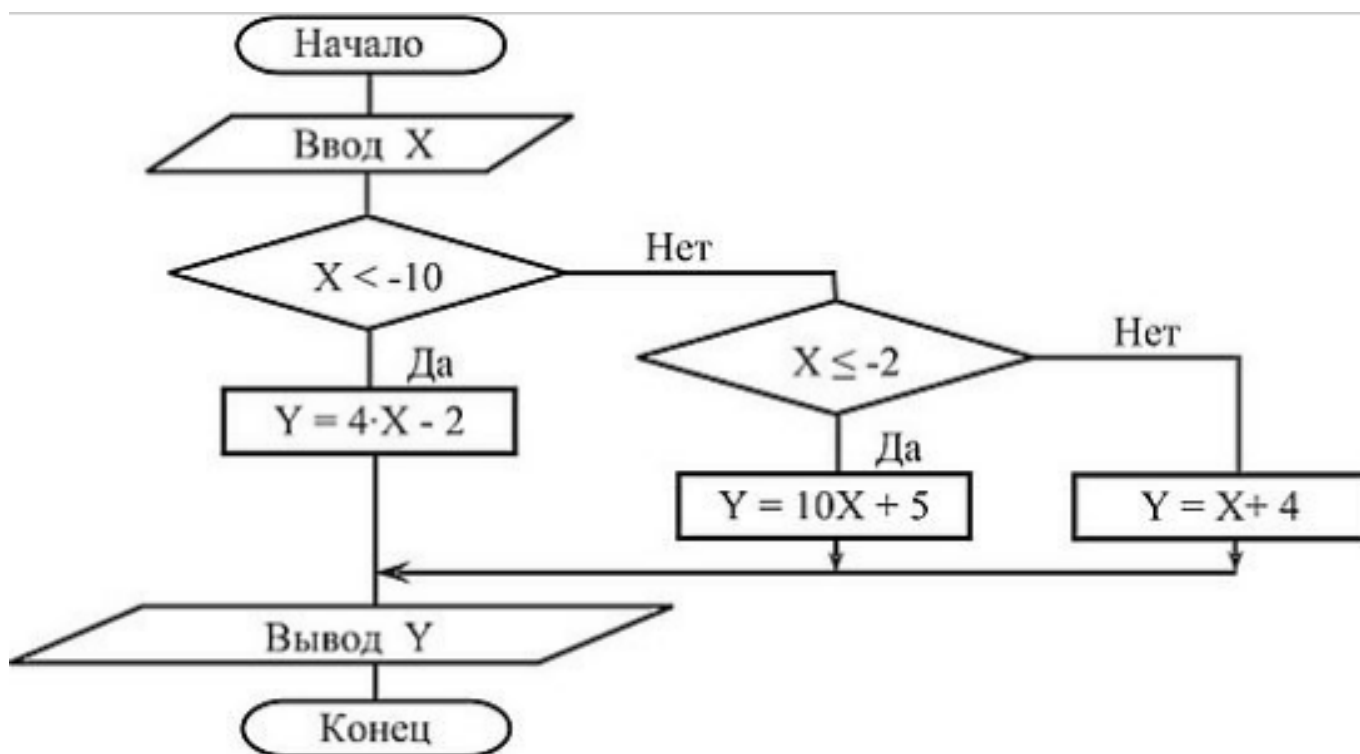 Начало
Ввод X
X < -10
Нет
Да
Y = 4·X - 2
X ≤ -2
Нет
Да
Y = 10X + 5
Y = X+ 4
Вывод Y
Конец